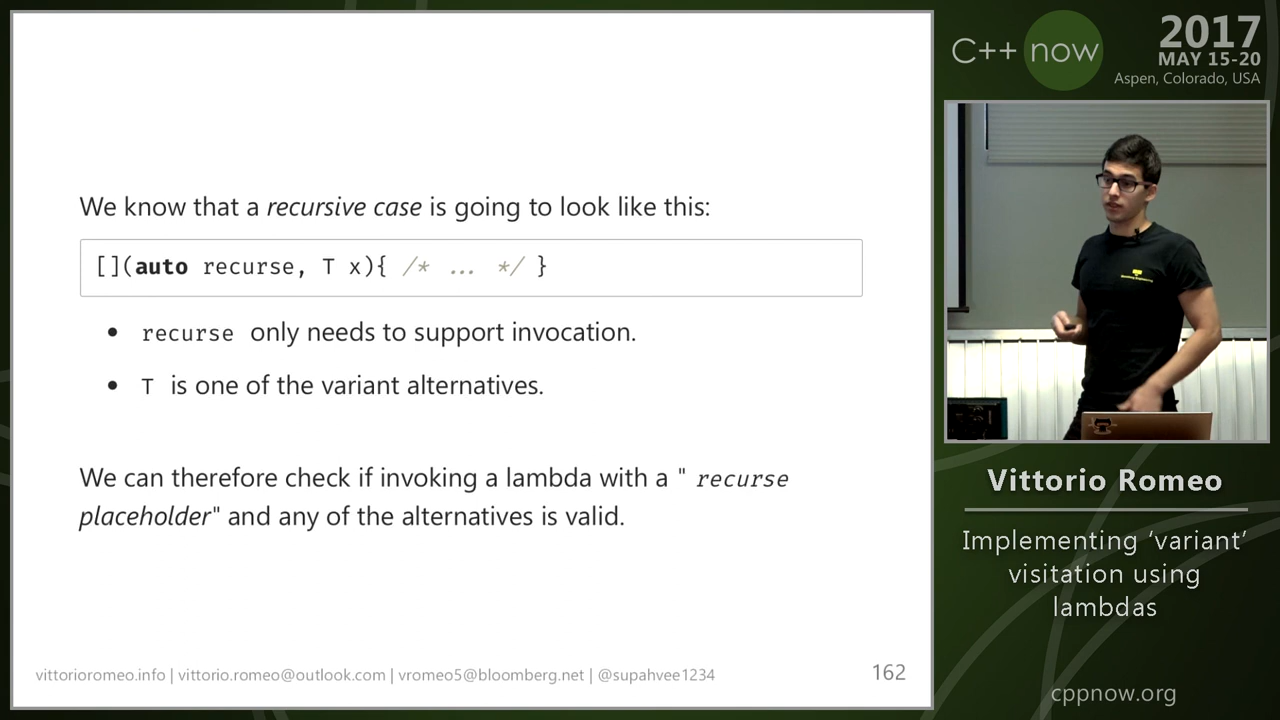 We know that a recursive case is going to look like this:
[](auto recurse, T x){ /* ... */ }
• recurse only needs to support invocation.
• T is one of the variant alternatives.
We can therefore check if invoking a lambda with a " recurse
placeholder" and any of the alternatives is valid.
vittorioromeo.info | vittorio.romeo@outlook.com | vromeo5@bloomberg.net | @supahvee1234
162
C++ now
2017
MAY 15-20
Aspen, Colorado, USA
Vittorio Romeo
Implementing ‘variant’
visitation using
lambdas
cppnow.org